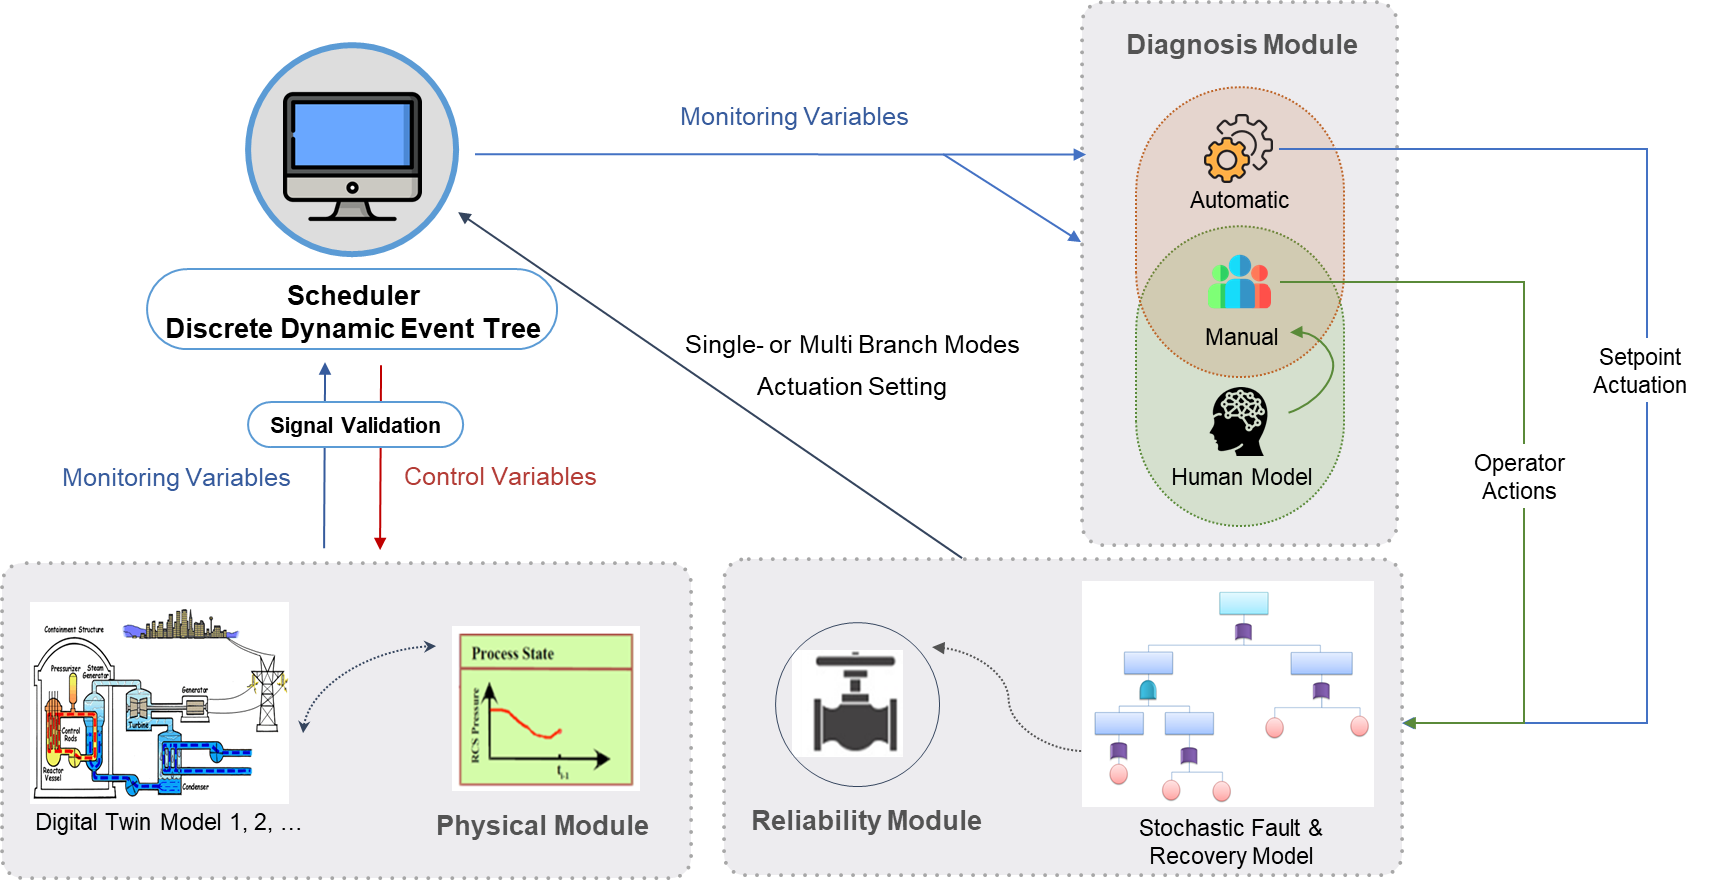 Diagnosis Module
Monitoring Variables
Automatic
Manual
Human Model
Scheduler
Discrete Dynamic Event Tree
Signal Validation
Monitoring Variables
Control Variables
Single- or Multi Branch Modes
Actuation Setting
Setpoint
Actuation
Operator
Actions
Containment Structure
Pressurizer
Steam
Generator
Generator
Turbine
Control
Rods
Reactor
Vessel
Condenser
Digital Twin Model 1, 2, …
Process State
RCS Pressure
t i-1
Physical Module
Reliability Module
Stochastic Fault &
Recovery Model